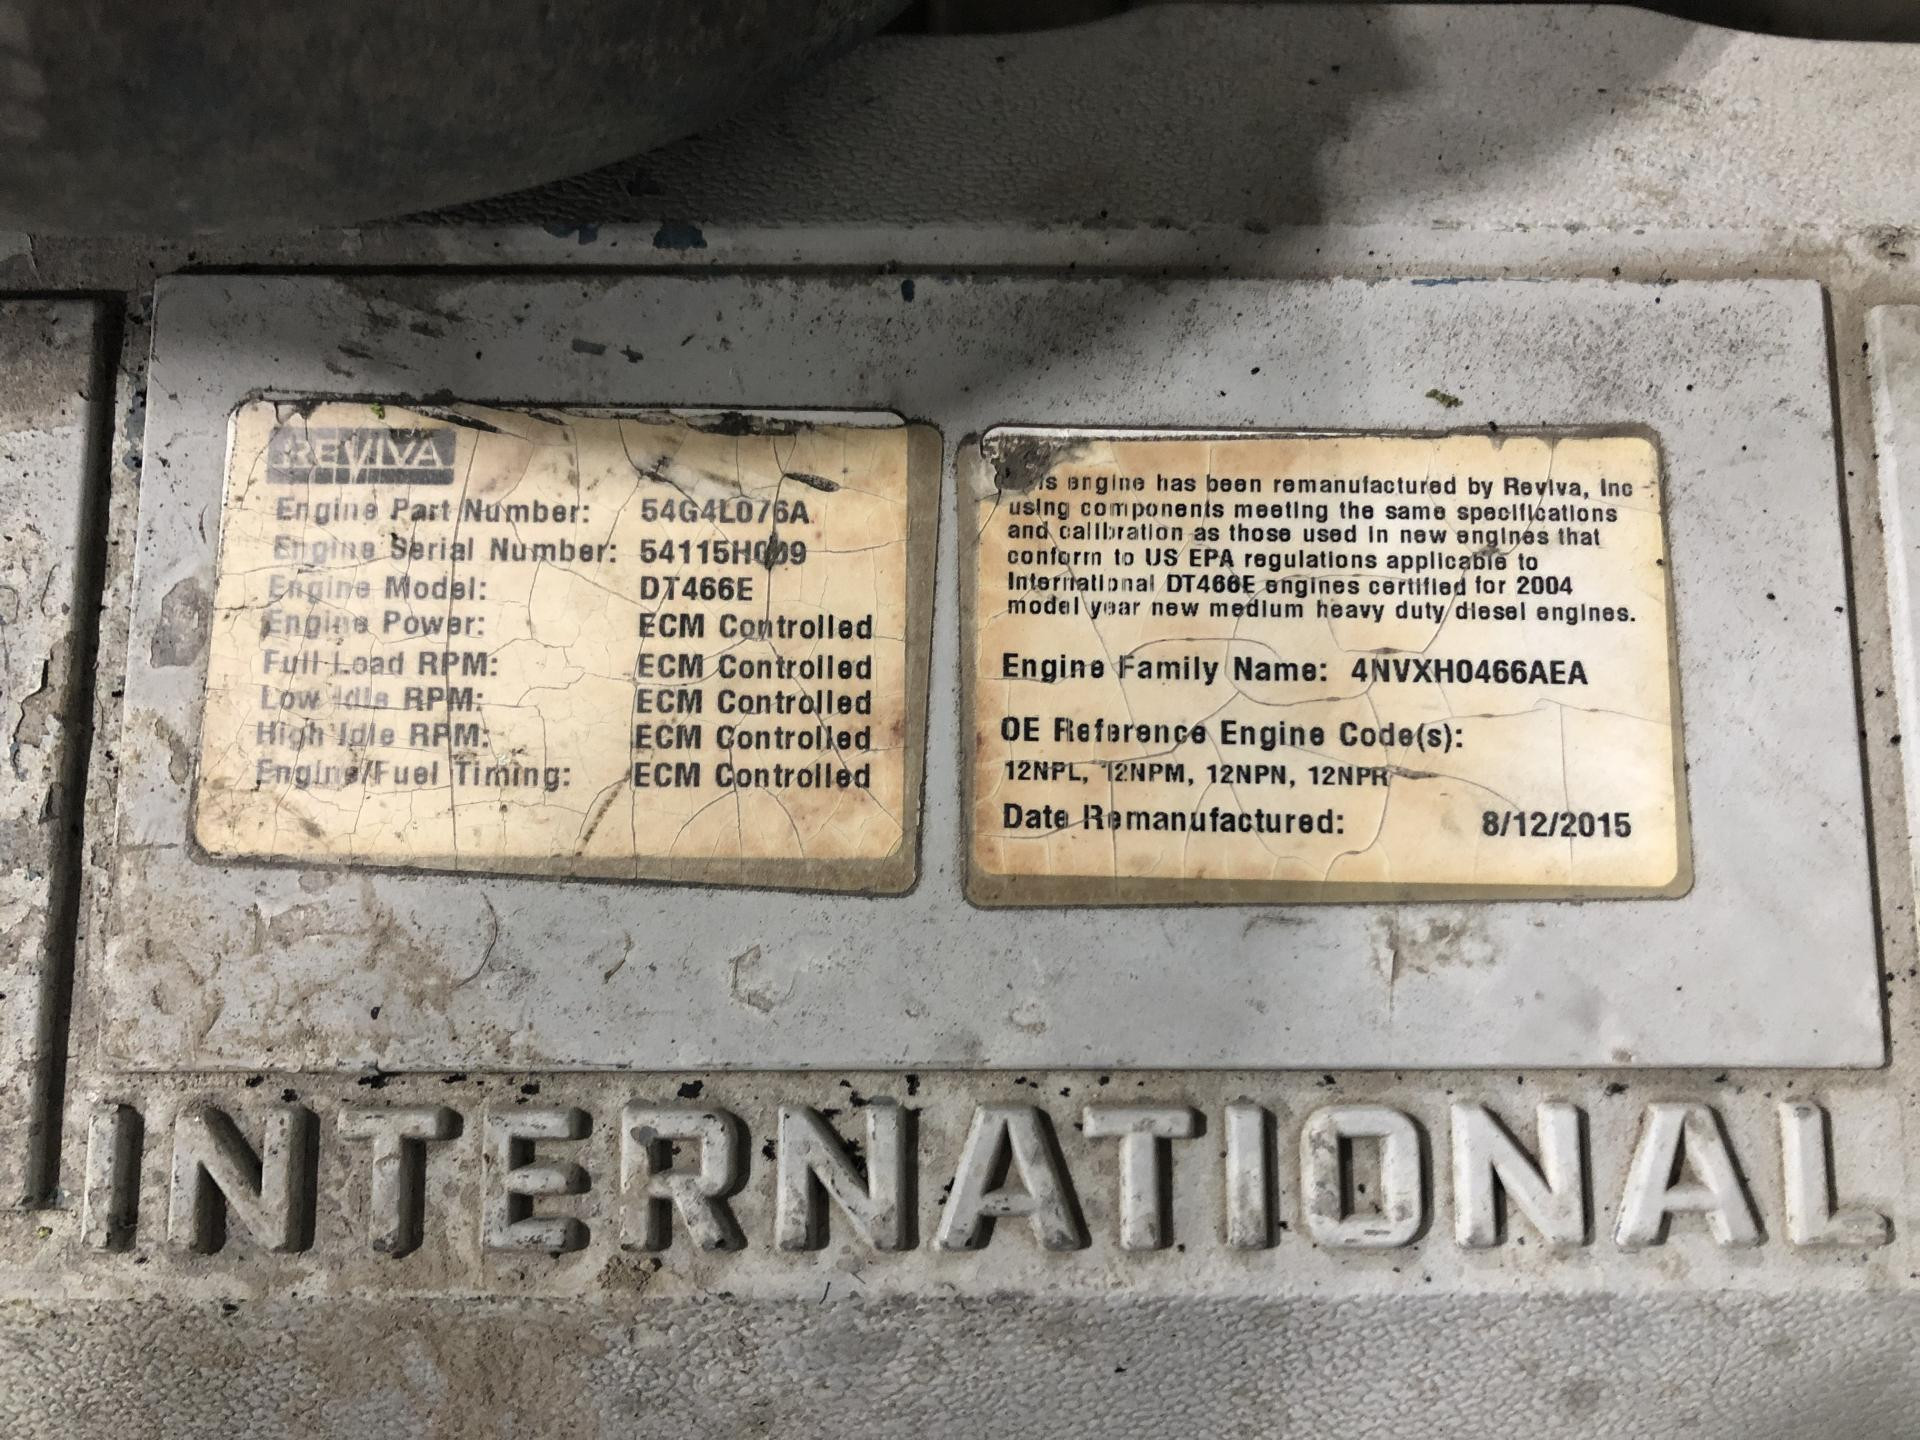 REVIVA
Engine Part Number: 54G4L076A
Engine Serial Number: 54115H009
Engine Model: DT466E
Engine Power: ECM Controlled
Full Load RPM: ECM Controlled
Low Idle RPM: ECM Controlled
High Idle RPM: ECM Controlled
Engine/Fuel Timing: ECM Controlled
This engine has been remanufactured by Reviva, Inc
using components meeting the same specifications
and calibration as those used in new engines that
conform to US EPA regulations applicable to
International DT466E engines certified for 2004
model year new medium heavy duty diesel engines.
Engine Family Name: 4NVXH0466AEA
OE Reference Engine Code(s):
12NPL, 12NPM, 12NPN, 12NPR
Date Remanufactured: 8/12/2015
INTERNATIONAL